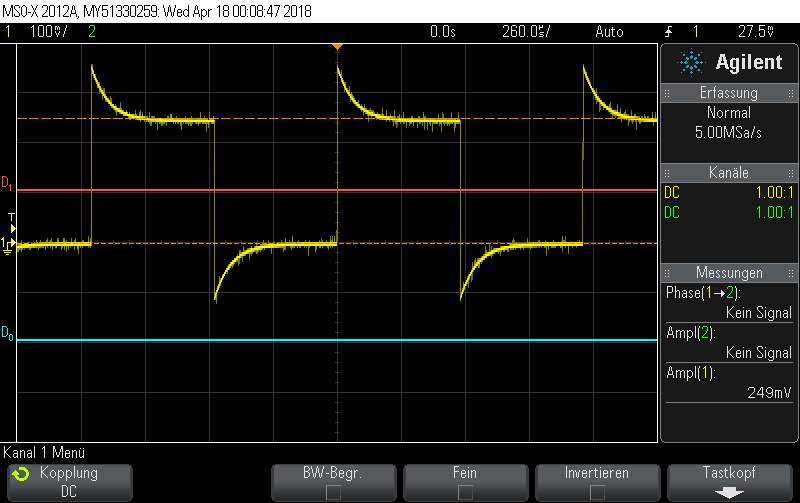 MSO-X 2012A, MY51330259: Wed Apr 18 00:08:47 2018
1 100▽/ 2 0.0s 260.0㎲/ Auto 1 27.5▽
Agilent
Erfassung
Normal
5.00MSa/s
Kanäle
DC 1.00:1
DC 1.00:1
Messungen
Phase(1→2):
Kein Signal
Ampl(2):
Kein Signal
Ampl(1):
249mV
D1
T
1
D0
Kanal 1 Menü
Kopplung
DC
BW-Begr.
Fein
Invertieren
Tastkopf